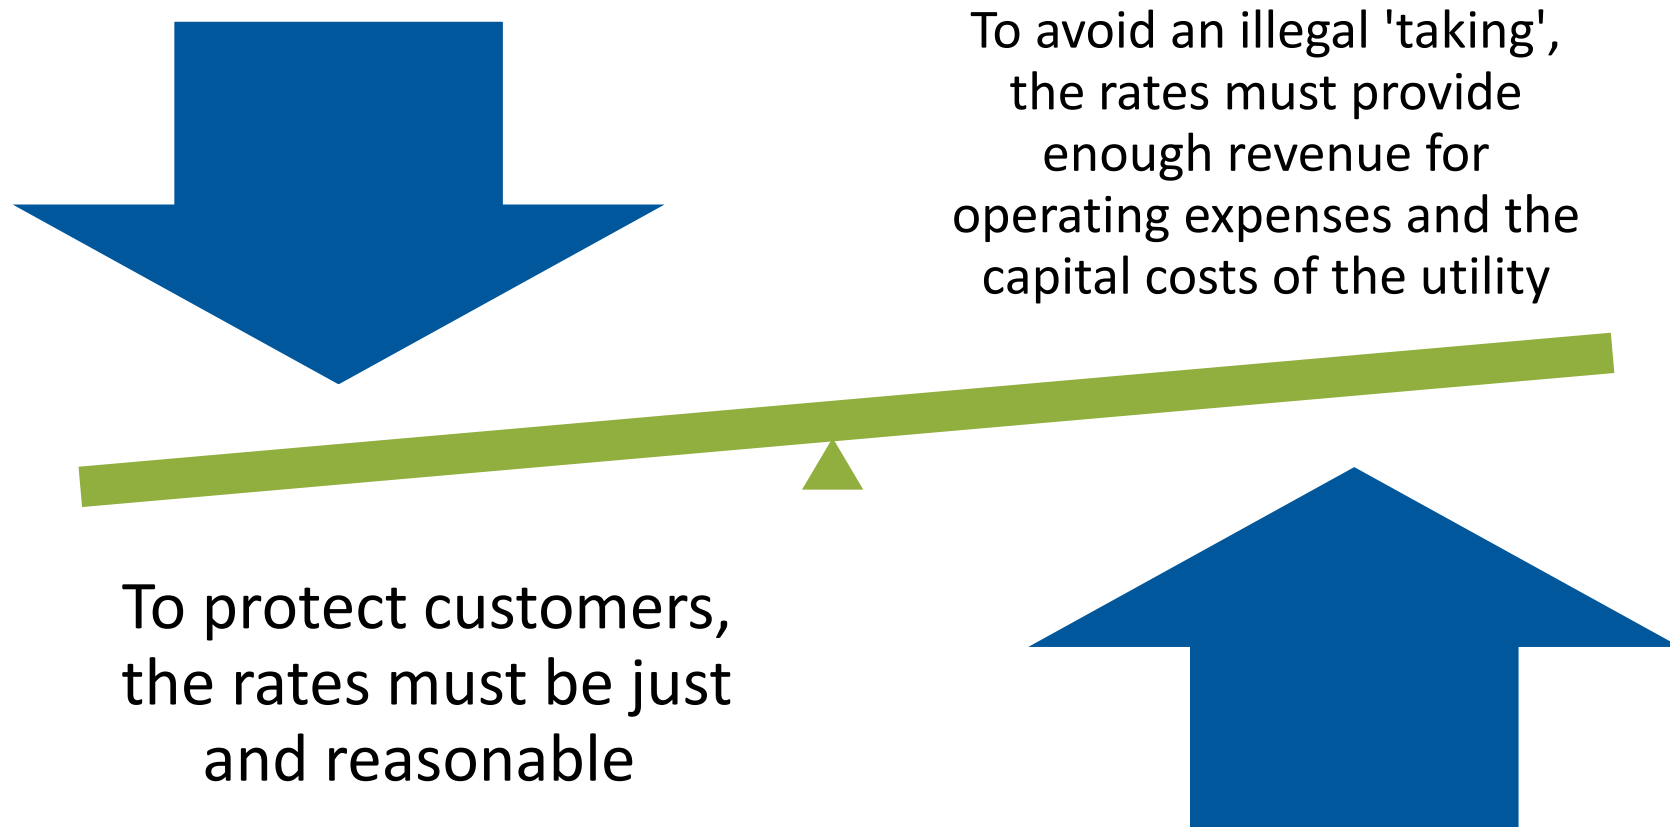 To avoid an illegal 'taking',
the rates must provide
enough revenue for
operating expenses and the
capital costs of the utility
To protect customers,
the rates must be just
and reasonable